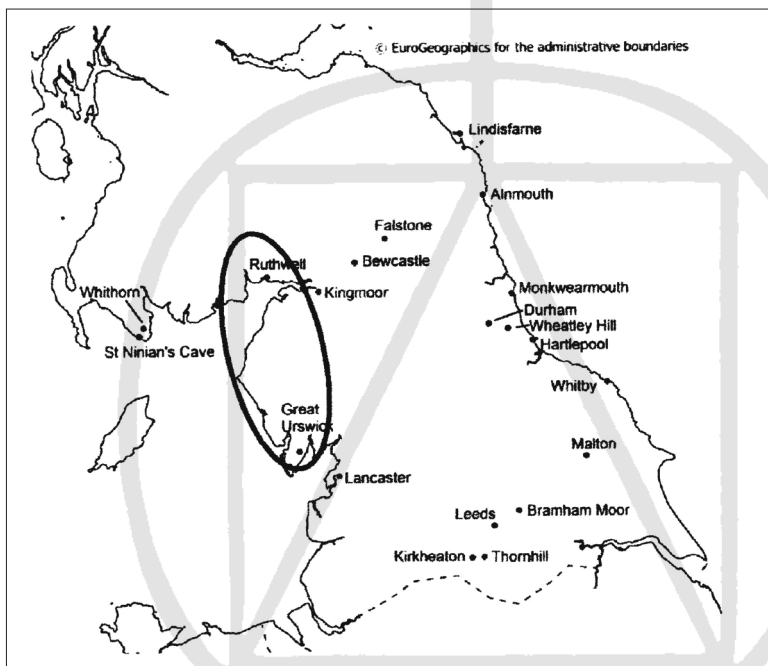 © EuroGeographics for the administrative boundaries
Lindisfarne
Alnmouth
Falstone
Bewcastle
Ruthwell
Kingmoor
Whithorn
Monkwearmouth
Durham
Wheatley Hill
Hartlepool
St Ninian's Cave
Whitby
Great
Urswick
Malton
Lancaster
Bramham Moor
Leeds
Kirkheaton
Thornhill